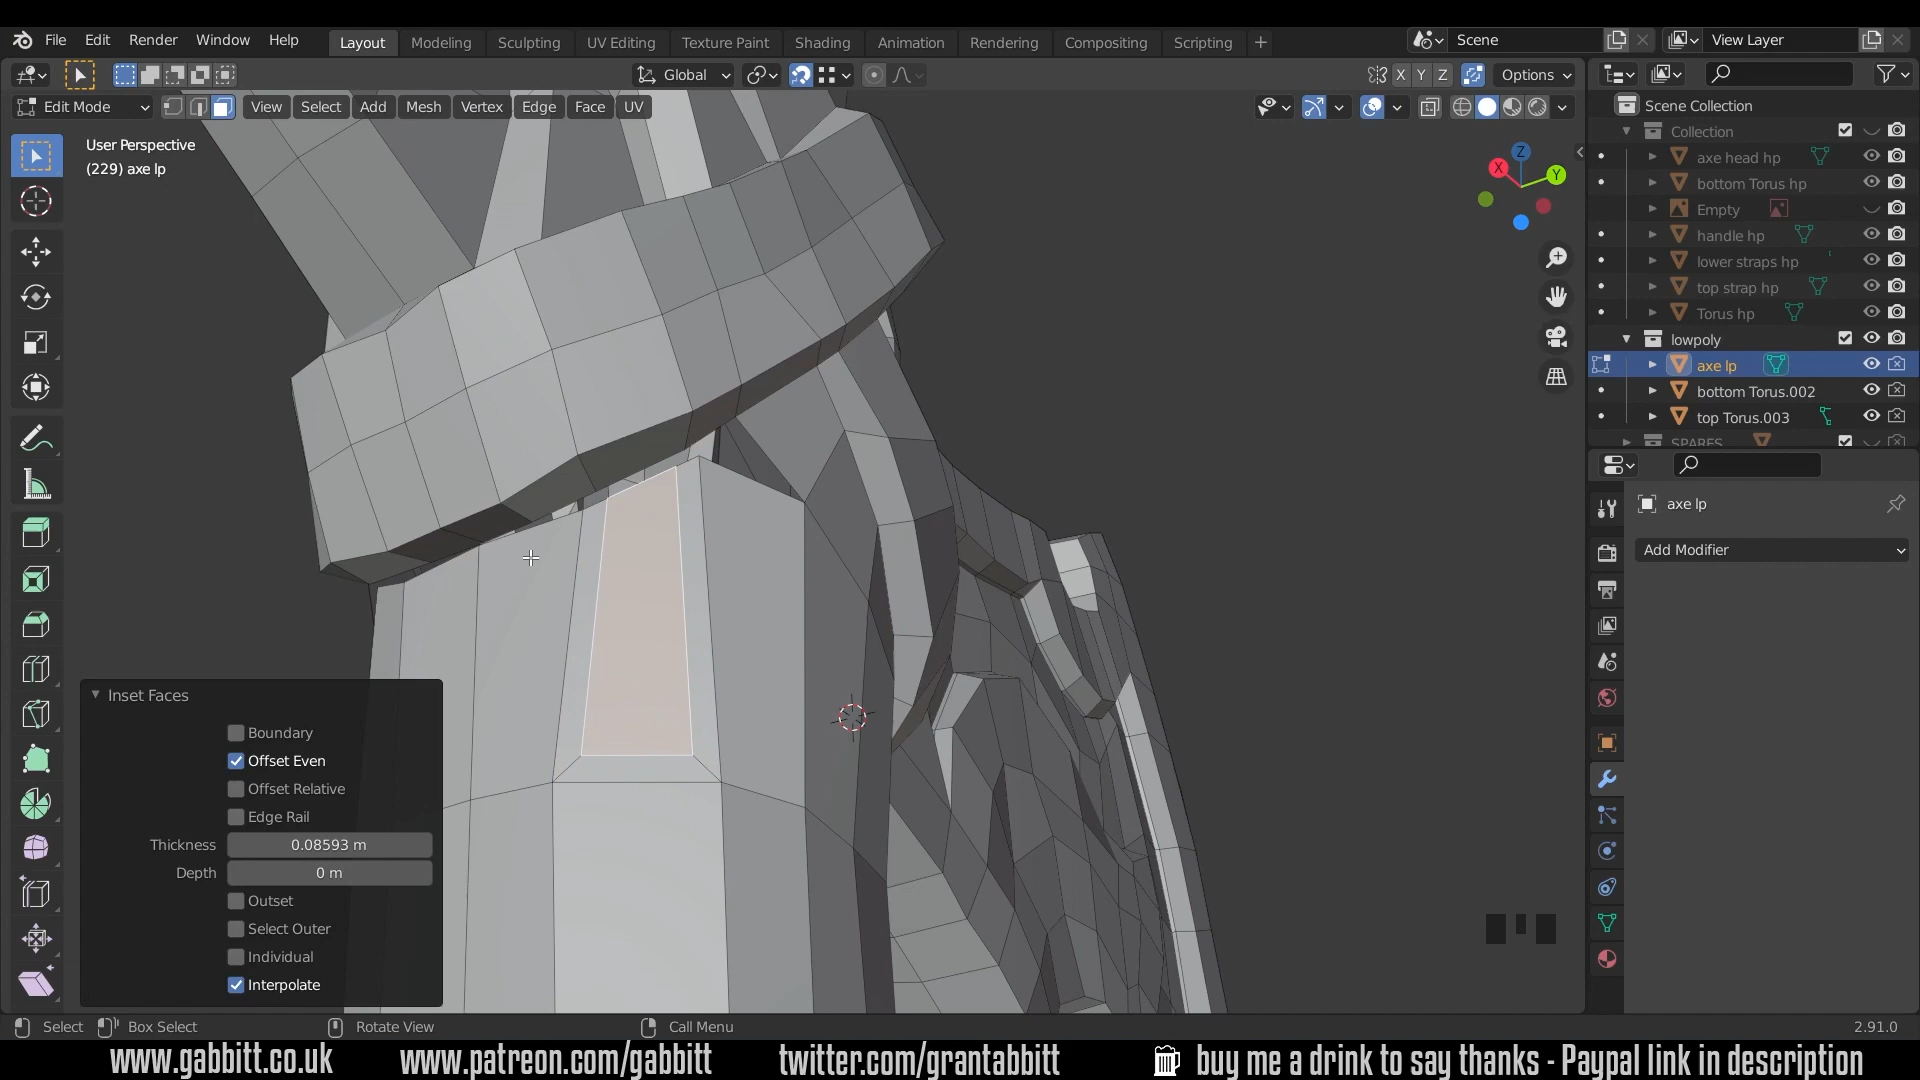 File Edit Render Window Help Layout Modeling Sculpting UV Editing Texture Paint Shading Animation Rendering Compositing Scripting + Scene View Layer
Global X Y Z Options
Edit Mode View Select Add Mesh Vertex Edge Face UV
User Perspective
(229) axe lp
Z
X
Y
Scene Collection
Collection
axe head hp
bottom Torus hp
Empty
handle hp
lower straps hp
top strap hp
Torus hp
lowpoly
axe lp
bottom Torus.002
top Torus.003
SPARES
axe lp
Add Modifier
Inset Faces
Boundary
Offset Even
Offset Relative
Edge Rail
Thickness 0.08593 m
Depth 0 m
Outset
Select Outer
Individual
Interpolate
Select Box Select Rotate View Call Menu 2.91.0
www.gabbitt.co.uk www.patreon.com/gabbitt twitter.com/grantabbitt buy me a drink to say thanks - Paypal link in description